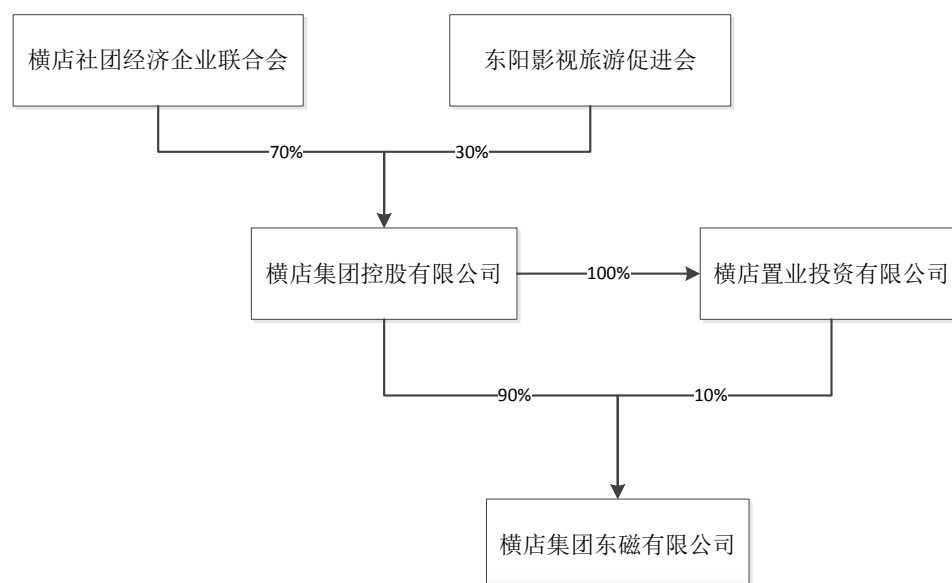 横店社团经济企业联合会
东阳影视旅游促进会
70%
30%
横店集团控股有限公司
100%
横店置业投资有限公司
90%
10%
横店集团东磁有限公司